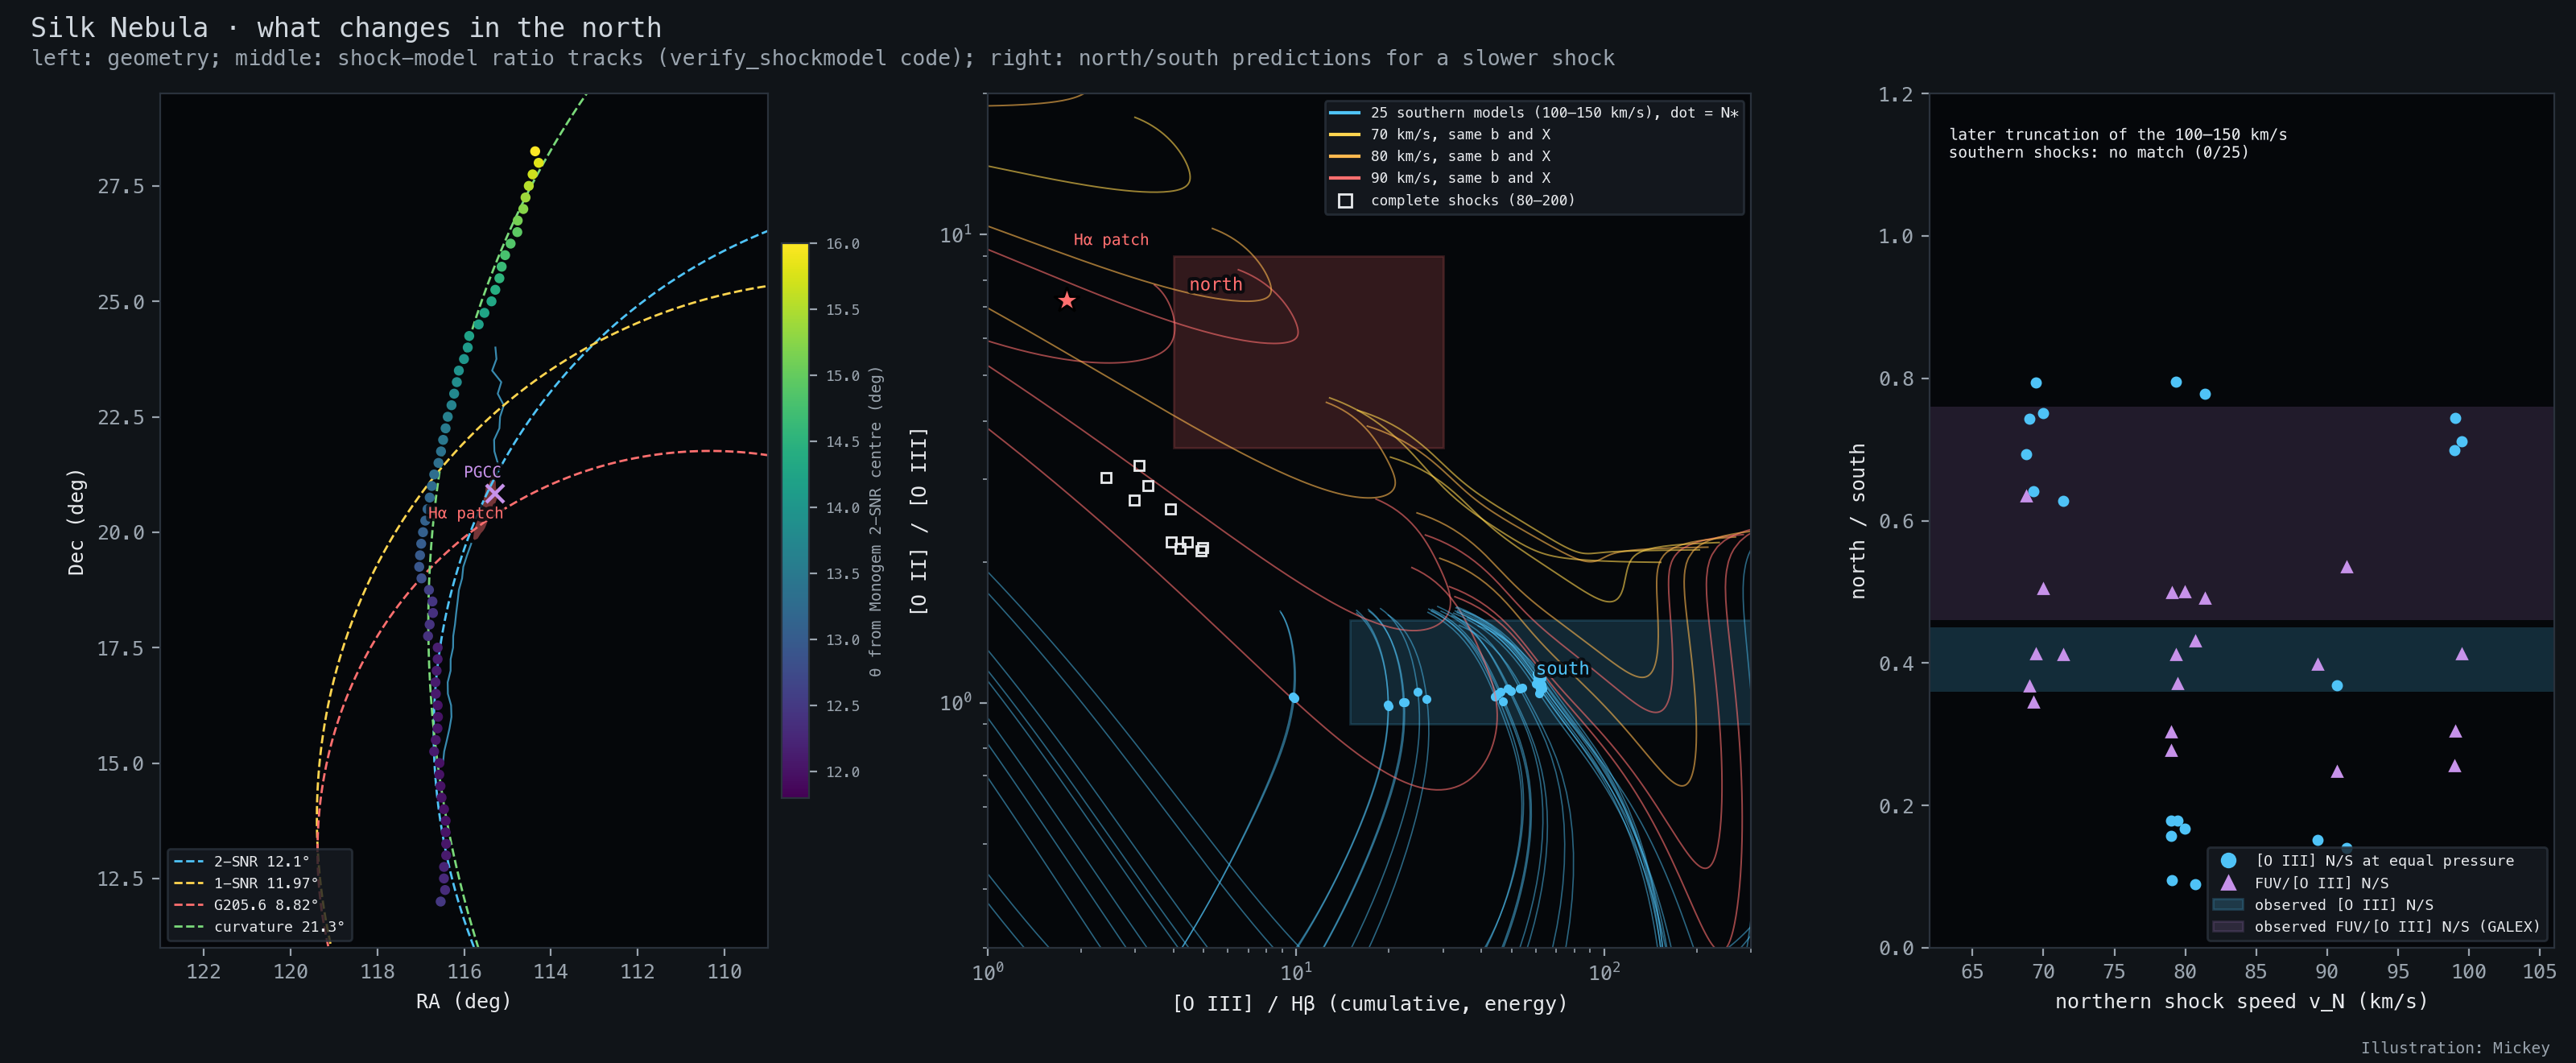 Silk Nebula · what changes in the north
left: geometry; middle: shock−model ratio tracks (verify_shockmodel code); right: north/south predictions for a slower shock
27.5
25.0
22.5
20.0
17.5
15.0
12.5
Dec (deg)
122
120
118
116
114
112
110
RA (deg)
PGCC
Hα patch
2−SNR 12.1°
1−SNR 11.97°
G205.6 8.82°
curvature 21.3°
16.0
15.5
15.0
14.5
14.0
13.5
13.0
12.5
12.0
θ from Monogem 2−SNR centre (deg)
[O II] / [O III]
10¹
10⁰
10⁰
10¹
10²
[O III] / Hβ (cumulative, energy)
25 southern models (100–150 km/s), dot = N*
70 km/s, same b and X
80 km/s, same b and X
90 km/s, same b and X
complete shocks (80–200)
Hα patch
north
south
north / south
1.2
1.0
0.8
0.6
0.4
0.2
0.0
65
70
75
80
85
90
95
100
105
northern shock speed v_N (km/s)
later truncation of the 100–150 km/s
southern shocks: no match (0/25)
[O III] N/S at equal pressure
FUV/[O III] N/S
observed [O III] N/S
observed FUV/[O III] N/S (GALEX)
Illustration: Mickey